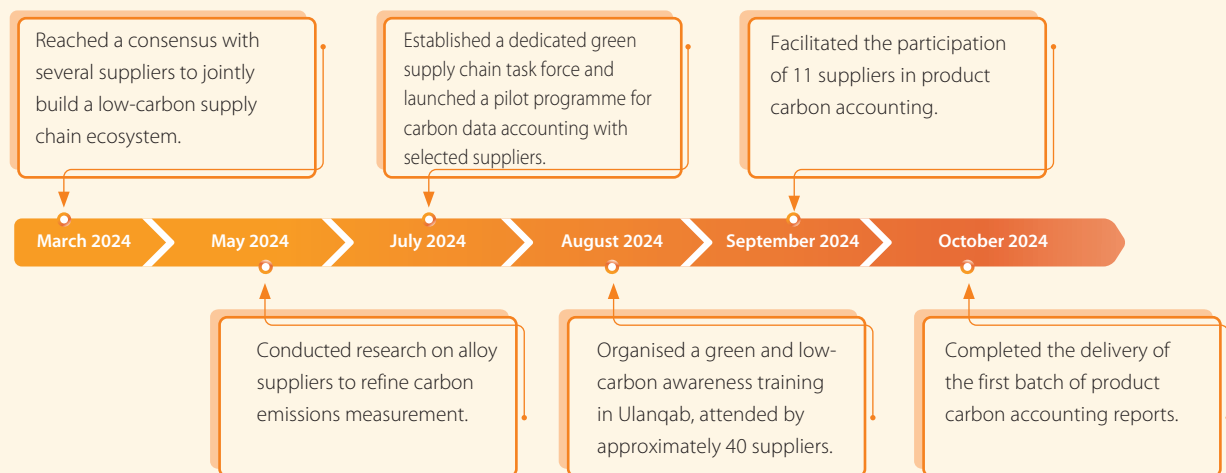 Reached a consensus with
several suppliers to jointly
build a low-carbon supply
chain ecosystem.
Established a dedicated green
supply chain task force and
launched a pilot programme for
carbon data accounting with
selected suppliers.
Facilitated the participation
of 11 suppliers in product
carbon accounting.
March 2024
May 2024
July 2024
August 2024
September 2024
October 2024
Conducted research on alloy
suppliers to refine carbon
emissions measurement.
Organised a green and low-
carbon awareness training
in Ulanqab, attended by
approximately 40 suppliers.
Completed the delivery of
the first batch of product
carbon accounting reports.